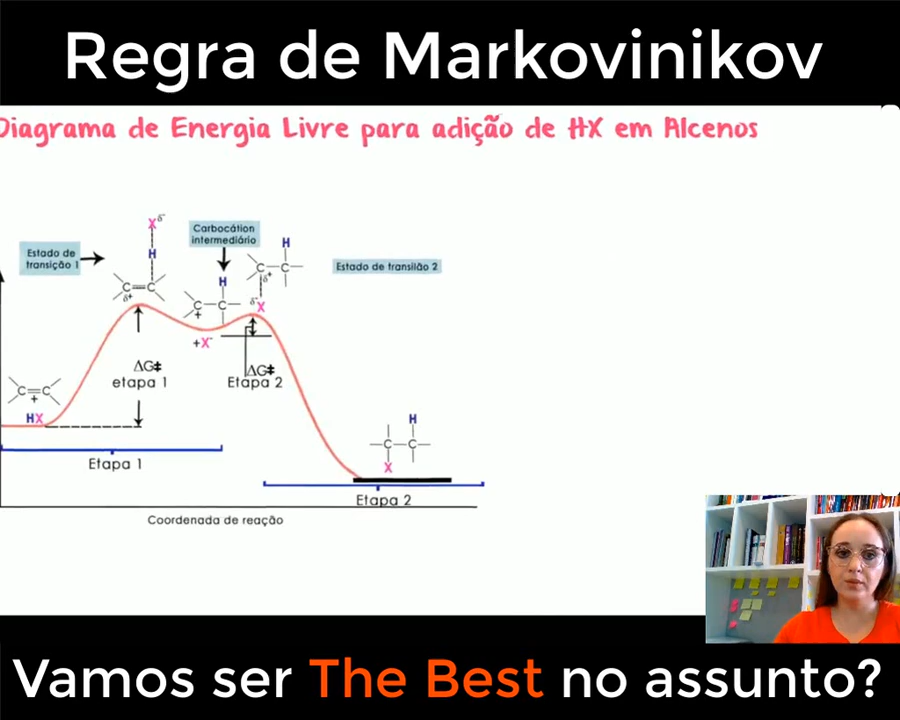 Regra de Markovinikov
Diagrama de Energia Livre para adição de HX em Alcenos
X δ-
H
Estado de
transição 1
C=C
δ+
Carbocátion
intermediário
H
C-C-
+
+X-
H
-C-C-
δ+
δ-X
Estado de transilão 2
ΔG‡
etapa 1
ΔG‡
Etapa 2
C=C
+
HX
H
-C-C-
X
Etapa 1
Etapa 2
Coordenada de reação
Vamos ser The Best no assunto?